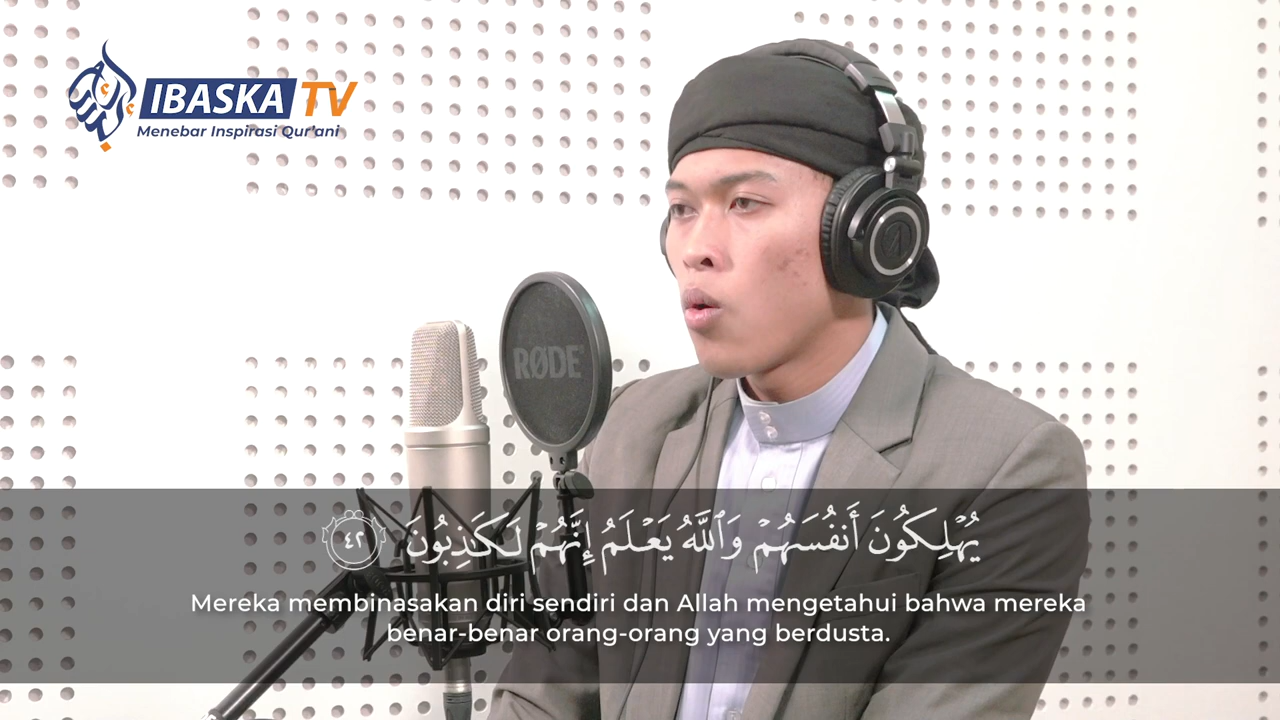 IBASKA TV
Menebar Inspirasi Qur'ani
RØDE
يُهْلِكُونَ أَنفُسَهُمْ وَٱللَّهُ يَعْلَمُ إِنَّهُمْ لَكَـٰذِبُونَ ٤٢
Mereka membinasakan diri sendiri dan Allah mengetahui bahwa mereka
benar-benar orang-orang yang berdusta.